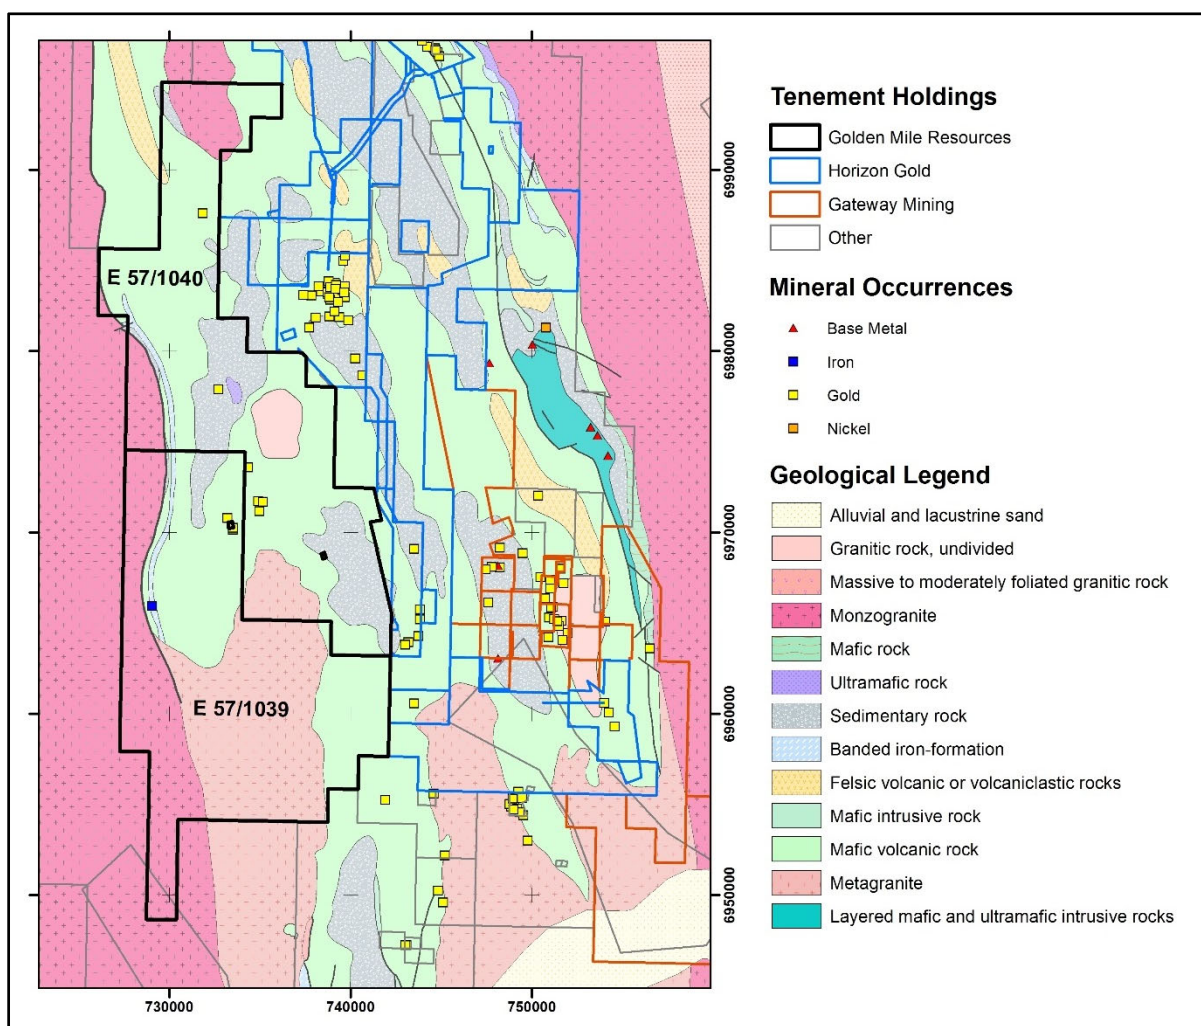 E 57/1040
E 57/1039
6990000
6980000
6970000
6960000
6950000
730000
740000
750000
Tenement Holdings
Golden Mile Resources
Horizon Gold
Gateway Mining
Other
Mineral Occurrences
Base Metal
Iron
Gold
Nickel
Geological Legend
Alluvial and lacustrine sand
Granitic rock, undivided
Massive to moderately foliated granitic rock
Monzogranite
Mafic rock
Ultramafic rock
Sedimentary rock
Banded iron-formation
Felsic volcanic or volcaniclastic rocks
Mafic intrusive rock
Mafic volcanic rock
Metagranite
Layered mafic and ultramafic intrusive rocks